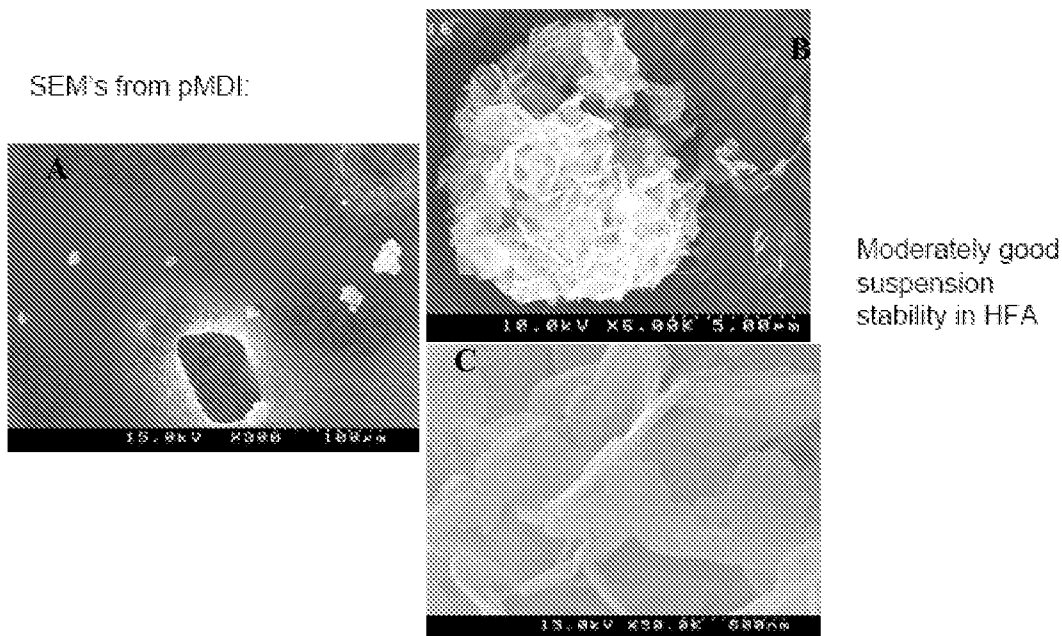 SEM's from pMDI:
A
15.0kV X300 100µm
B
10.0kV X6.00K 5.00µm
C
500nm
Moderately good
suspension
stability in HFA